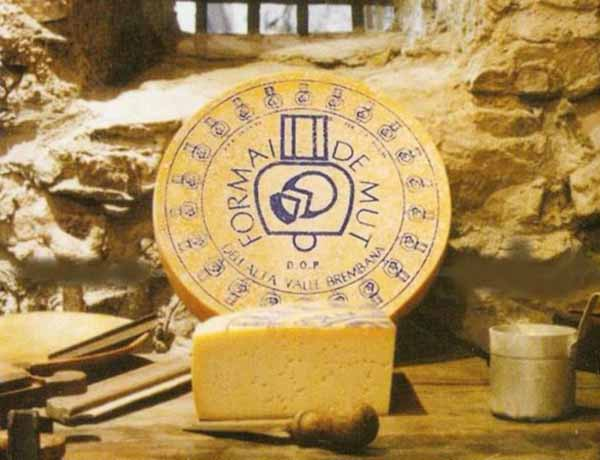 FORMAI DE MUT
D.O.P.
DELL'ALTA VALLE BREMBANA